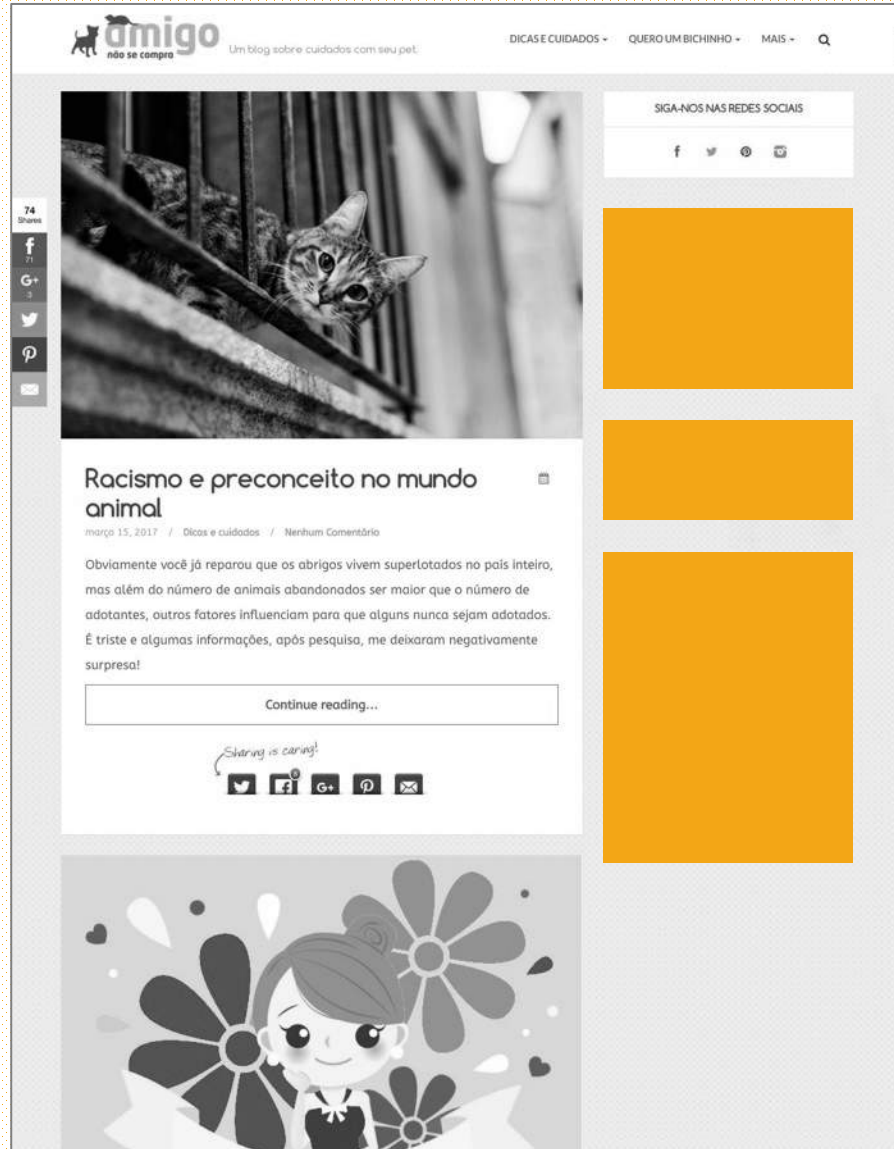 amigo
não se compra
Um blog sobre cuidados com seu pet.
DICAS E CUIDADOS
QUERO UM BICHINHO
MAIS
SIGA-NOS NAS REDES SOCIAIS
74
Shares
71
G+
3
Racismo e preconceito no mundo
animal
março 15, 2017 / Dicas e cuidados / Nenhum Comentário
Obviamente você já reparou que os abrigos vivem superlotados no país inteiro,
mas além do número de animais abandonados ser maior que o número de
adotantes, outros fatores influenciam para que alguns nunca sejam adotados.
É triste e algumas informações, após pesquisa, me deixaram negativamente
surpresa!
Continue reading...
Sharing is caring!
G+